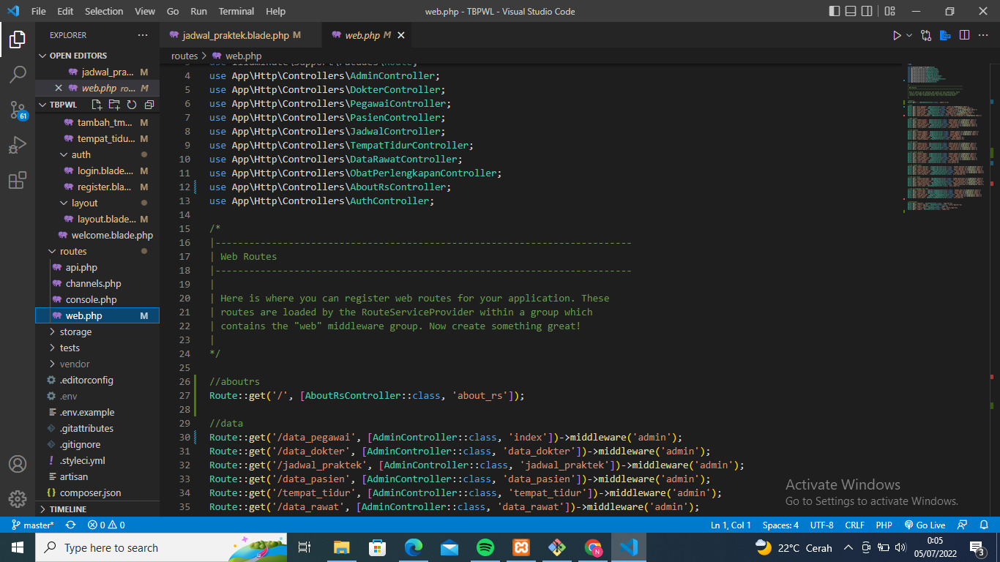 File Edit Selection View Go Run Terminal Help
web.php - TBPWL - Visual Studio Code
EXPLORER
OPEN EDITORS
jadwal_pra... M
web.php ro... M
TBPWL
tambah_tm... M
tempat_tidu... M
auth
login.blade.... M
register.bla... M
layout
layout.blade... M
welcome.blade.php
routes
api.php
channels.php
console.php
web.php M
storage
tests
vendor
.editorconfig
.env
.env.example
.gitattributes
.gitignore
.styleci.yml
artisan
composer.json
TIMELINE
61
jadwal_praktek.blade.php M
web.php M
routes > web.php
4 use App\Http\Controllers\AdminController;
5 use App\Http\Controllers\DokterController;
6 use App\Http\Controllers\PegawaiController;
7 use App\Http\Controllers\PasienController;
8 use App\Http\Controllers\JadwalController;
9 use App\Http\Controllers\TempatTidurController;
10 use App\Http\Controllers\DataRawatController;
11 use App\Http\Controllers\ObatPerlengkapanController;
12 use App\Http\Controllers\AboutRsController;
13 use App\Http\Controllers\AuthController;
14
15 /*
16 |--------------------------------------------------------------------------
17 | Web Routes
18 |--------------------------------------------------------------------------
19 |
20 | Here is where you can register web routes for your application. These
21 | routes are loaded by the RouteServiceProvider within a group which
22 | contains the "web" middleware group. Now create something great!
23 |
24 */
25
26 //aboutrs
27 Route::get('/', [AboutRsController::class, 'about_rs']);
28
29 //data
30 Route::get('/data_pegawai', [AdminController::class, 'index'])->middleware('admin');
31 Route::get('/data_dokter', [AdminController::class, 'data_dokter'])->middleware('admin');
32 Route::get('/jadwal_praktek', [AdminController::class, 'jadwal_praktek'])->middleware('admin');
33 Route::get('/data_pasien', [AdminController::class, 'data_pasien'])->middleware('admin');
34 Route::get('/tempat_tidur', [AdminController::class, 'tempat_tidur'])->middleware('admin');
35 Route::get('/data_rawat', [AdminController::class, 'data_rawat'])->middleware('admin');
Activate Windows
Go to Settings to activate Windows.
master* 0 0 Ln 1, Col 1 Spaces: 4 UTF-8 CRLF PHP Go Live
Type here to search
22°C Cerah
0:05
05/07/2022
3